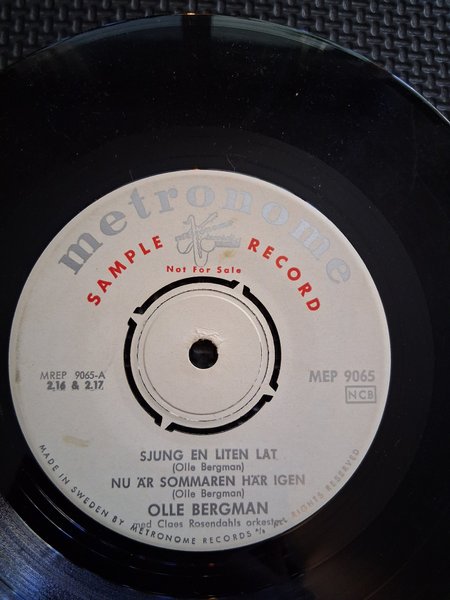 metronome
SAMPLE RECORD
Not For Sale
MREP 9065-A
2.16 & 2.17
MEP 9065
NCB
SJUNG EN LITEN LÅT
(Olle Bergman)
NU ÄR SOMMAREN HÄR IGEN
(Olle Bergman)
OLLE BERGMAN
med Claes Rosendahls orkester
MADE IN SWEDEN BY METRONOME RECORDS A/B RIGHTS RESERVED